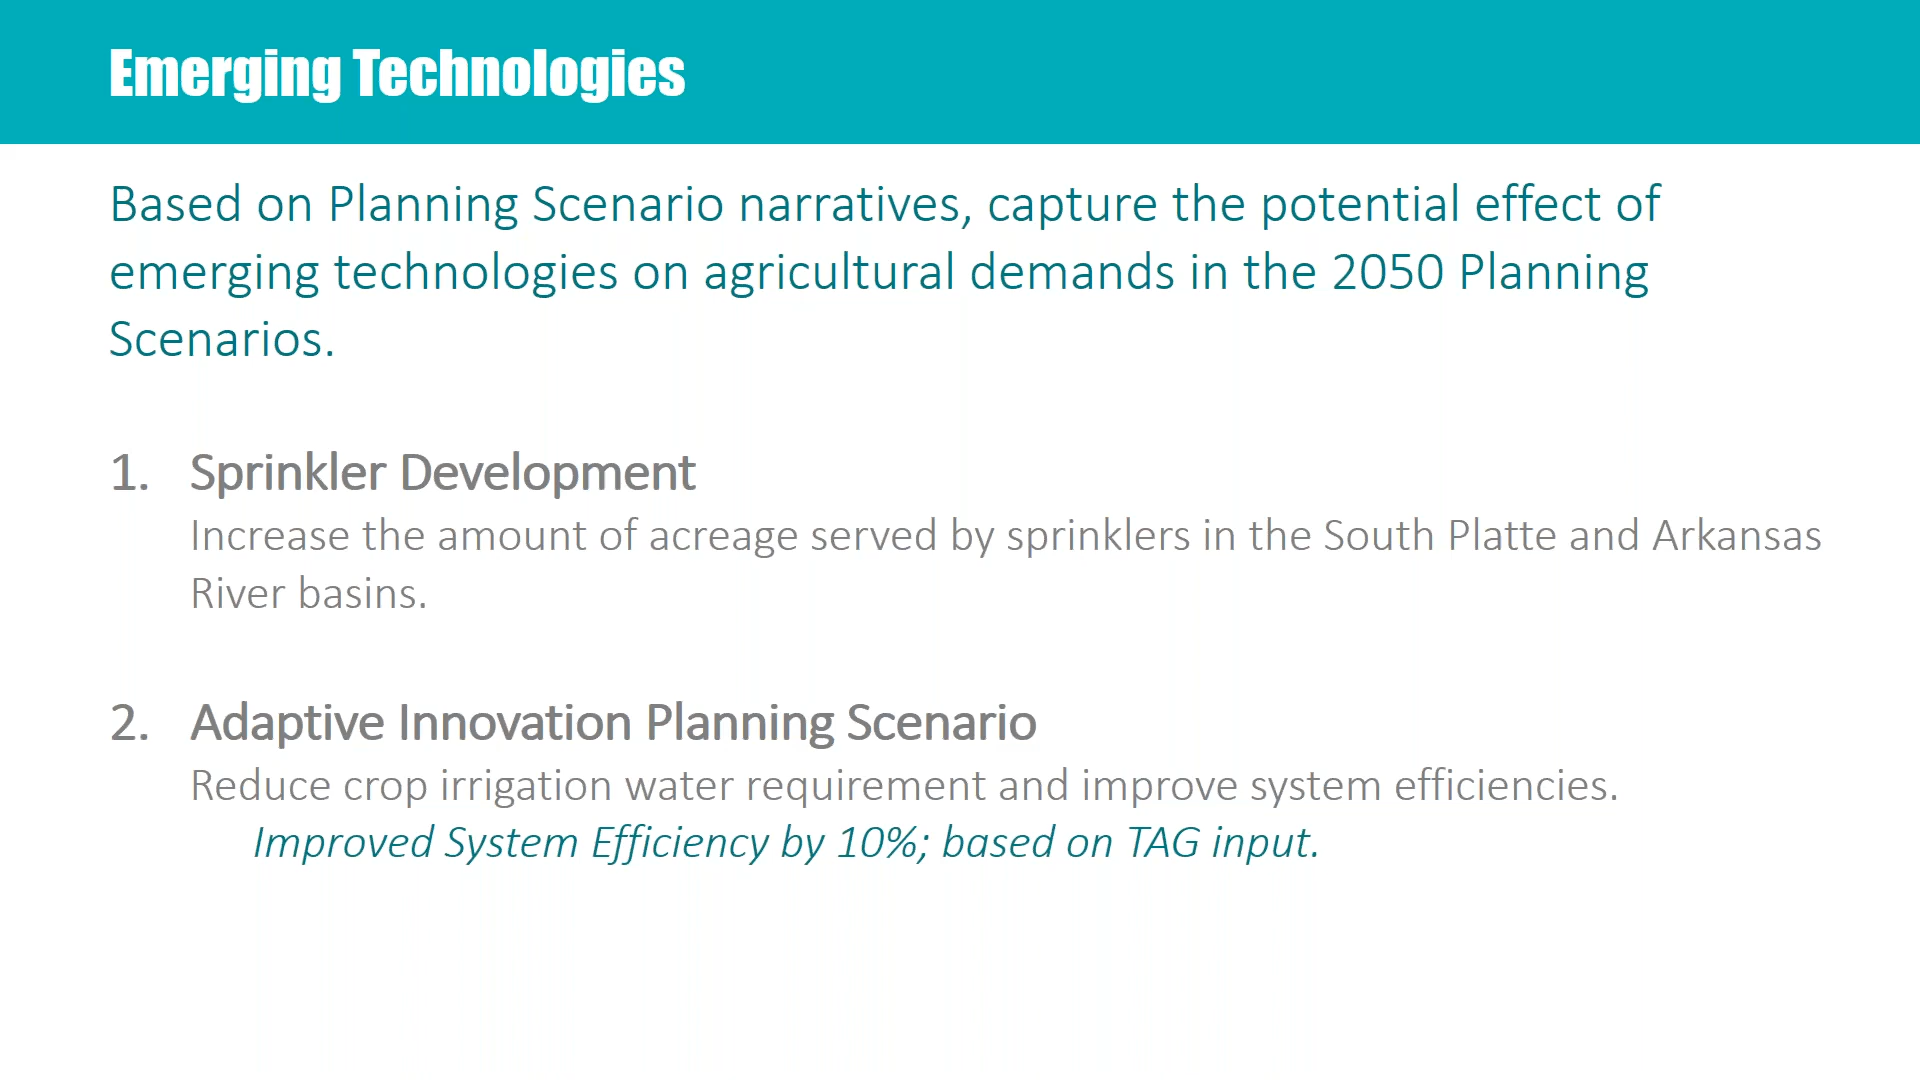 Emerging Technologies
Based on Planning Scenario narratives, capture the potential effect of
emerging technologies on agricultural demands in the 2050 Planning
Scenarios.
1. Sprinkler Development
Increase the amount of acreage served by sprinklers in the South Platte and Arkansas
River basins.
2. Adaptive Innovation Planning Scenario
Reduce crop irrigation water requirement and improve system efficiencies.
Improved System Efficiency by 10%; based on TAG input.